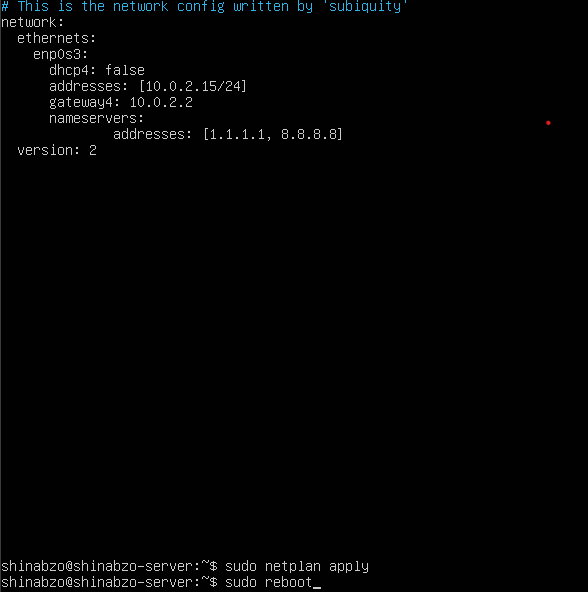 # This is the network config written by 'subiquity'
network:
  ethernets:
    enp0s3:
      dhcp4: false
      addresses: [10.0.2.15/24]
      gateway4: 10.0.2.2
      nameservers:
              addresses: [1.1.1.1, 8.8.8.8]
  version: 2
shinabzo@shinabzo-server:~$ sudo netplan apply
shinabzo@shinabzo-server:~$ sudo reboot_